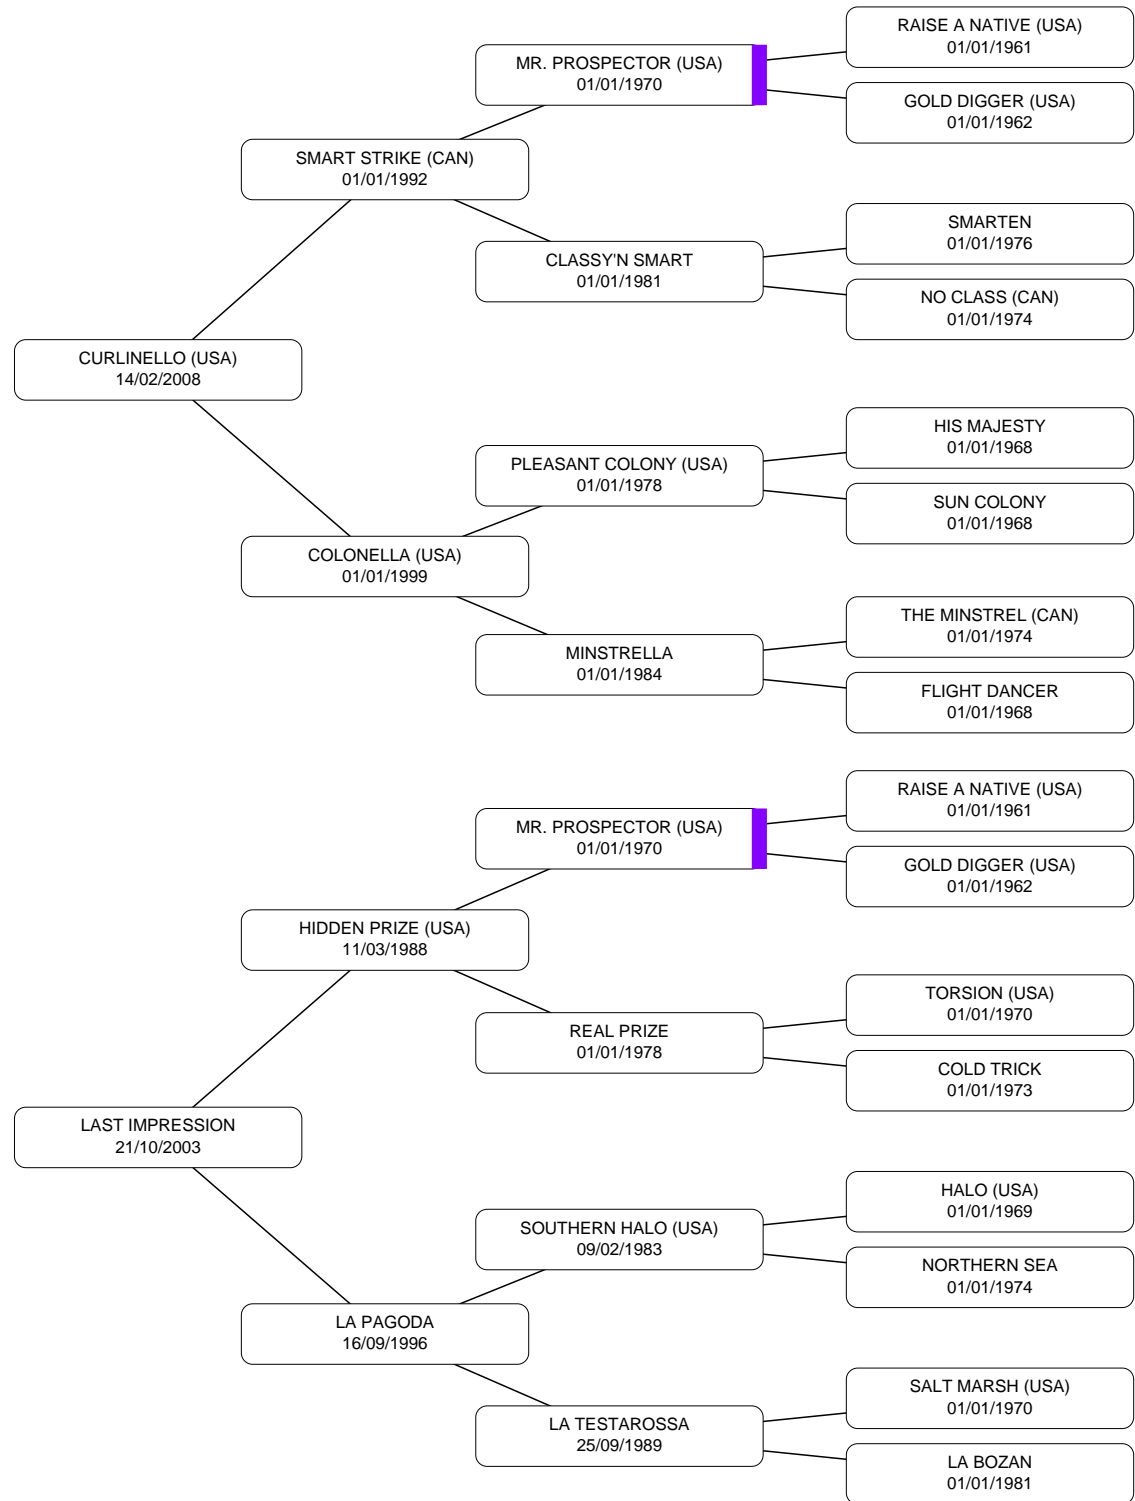 RAISE A NATIVE (USA)
01/01/1961
MR. PROSPECTOR (USA)
01/01/1970
GOLD DIGGER (USA)
01/01/1962
SMART STRIKE (CAN)
01/01/1992
SMARTEN
01/01/1976
CLASSY'N SMART
01/01/1981
NO CLASS (CAN)
01/01/1974
CURLINELLO (USA)
14/02/2008
HIS MAJESTY
01/01/1968
PLEASANT COLONY (USA)
01/01/1978
SUN COLONY
01/01/1968
COLONELLA (USA)
01/01/1999
THE MINSTREL (CAN)
01/01/1974
MINSTRELLA
01/01/1984
FLIGHT DANCER
01/01/1968
RAISE A NATIVE (USA)
01/01/1961
MR. PROSPECTOR (USA)
01/01/1970
GOLD DIGGER (USA)
01/01/1962
HIDDEN PRIZE (USA)
11/03/1988
TORSION (USA)
01/01/1970
REAL PRIZE
01/01/1978
COLD TRICK
01/01/1973
LAST IMPRESSION
21/10/2003
HALO (USA)
01/01/1969
SOUTHERN HALO (USA)
09/02/1983
NORTHERN SEA
01/01/1974
LA PAGODA
16/09/1996
SALT MARSH (USA)
01/01/1970
LA TESTAROSSA
25/09/1989
LA BOZAN
01/01/1981